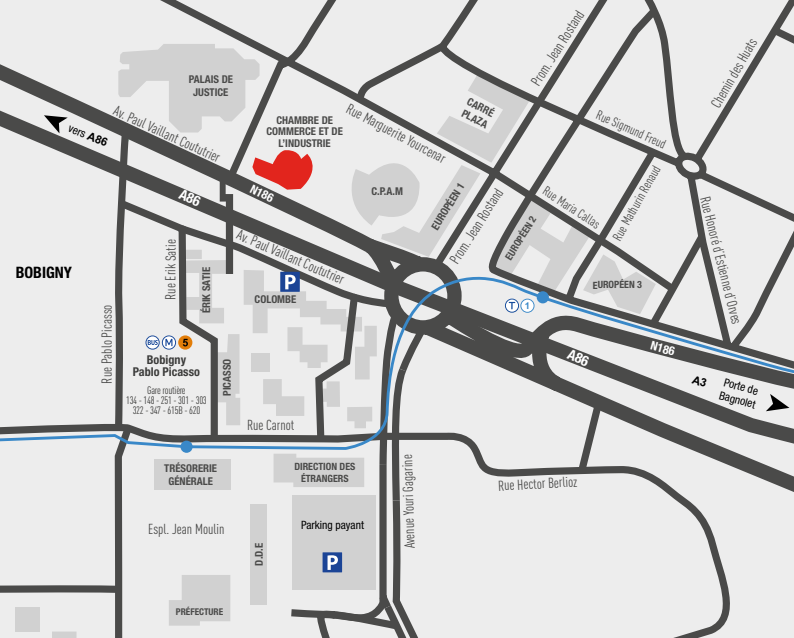 PALAIS DE
JUSTICE
Av. Paul Vaillant Coututrier
vers A86
CHAMBRE DE
COMMERCE ET DE
L'INDUSTRIE
Rue Marguerite Yourcenar
CARRÉ
PLAZA
Prom. Jean Rostand
Chemin des Huats
Rue Sigmund Freud
A86
N186
C.P.A.M
EUROPÉEN 1
Prom. Jean Rostand
Rue Maria Callas
Rue Mathurin Renaud
Rue Honoré d'Estienne d'Orves
EUROPÉEN 2
EUROPÉEN 3
BOBIGNY
Rue Erik Satie
ÉRIK SATIE
Av. Paul Vaillant Coututrier
P
COLOMBE
T 1
Rue Pablo Picasso
BUS M 5
Bobigny
Pablo Picasso
Gare routière
134 - 148 - 251 - 301 - 303
322 - 347 - 615B - 620
PICASSO
Rue Carnot
N186
A86
A3
Porte de
Bagnolet
TRÉSORERIE
GÉNÉRALE
DIRECTION DES
ÉTRANGERS
Avenue Youri Gagarine
Rue Hector Berlioz
Espl. Jean Moulin
D.D.E
Parking payant
P
PRÉFECTURE